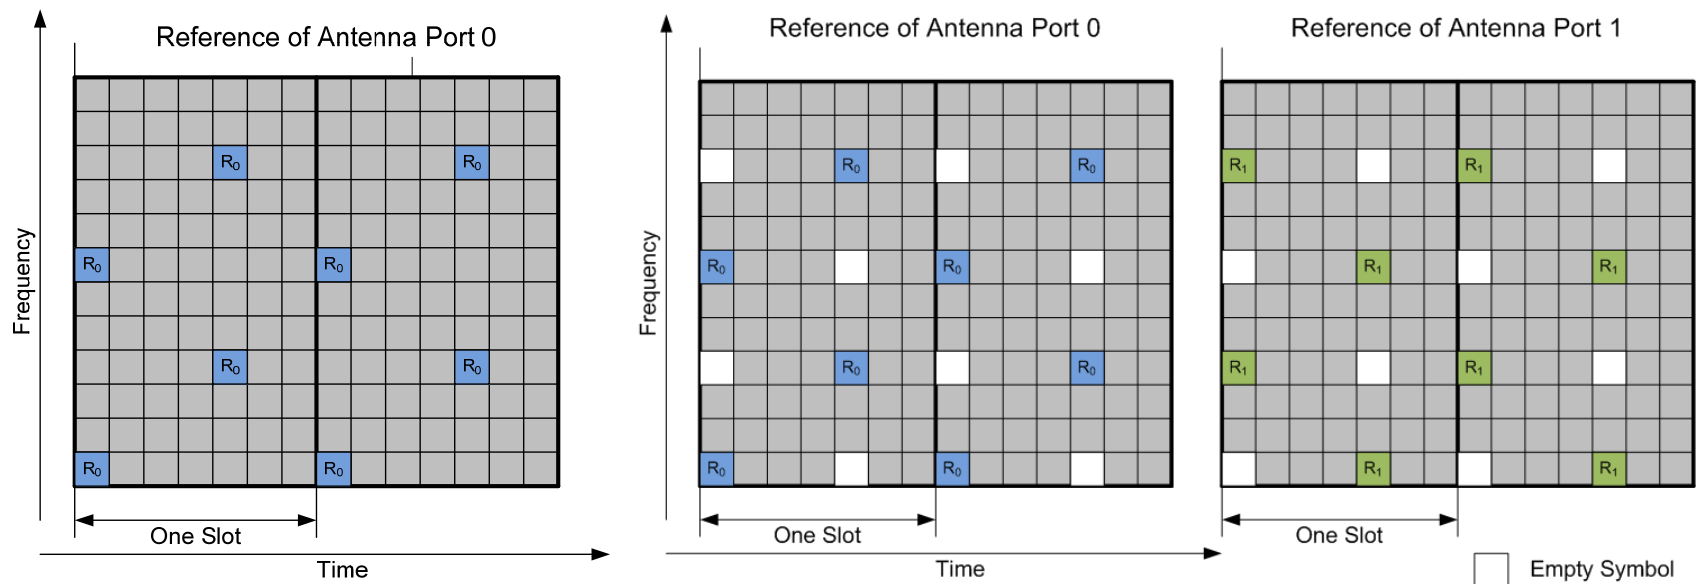 Reference of Antenna Port 0
R0 R0
R0 R0
R0 R0
R0 R0
Frequency
One Slot
Time
Reference of Antenna Port 0
R0 R0
R0 R0
R0 R0
R0 R0
Frequency
One Slot
Time
Reference of Antenna Port 1
R1 R1
R1 R1
R1 R1
R1 R1
One Slot
Empty Symbol